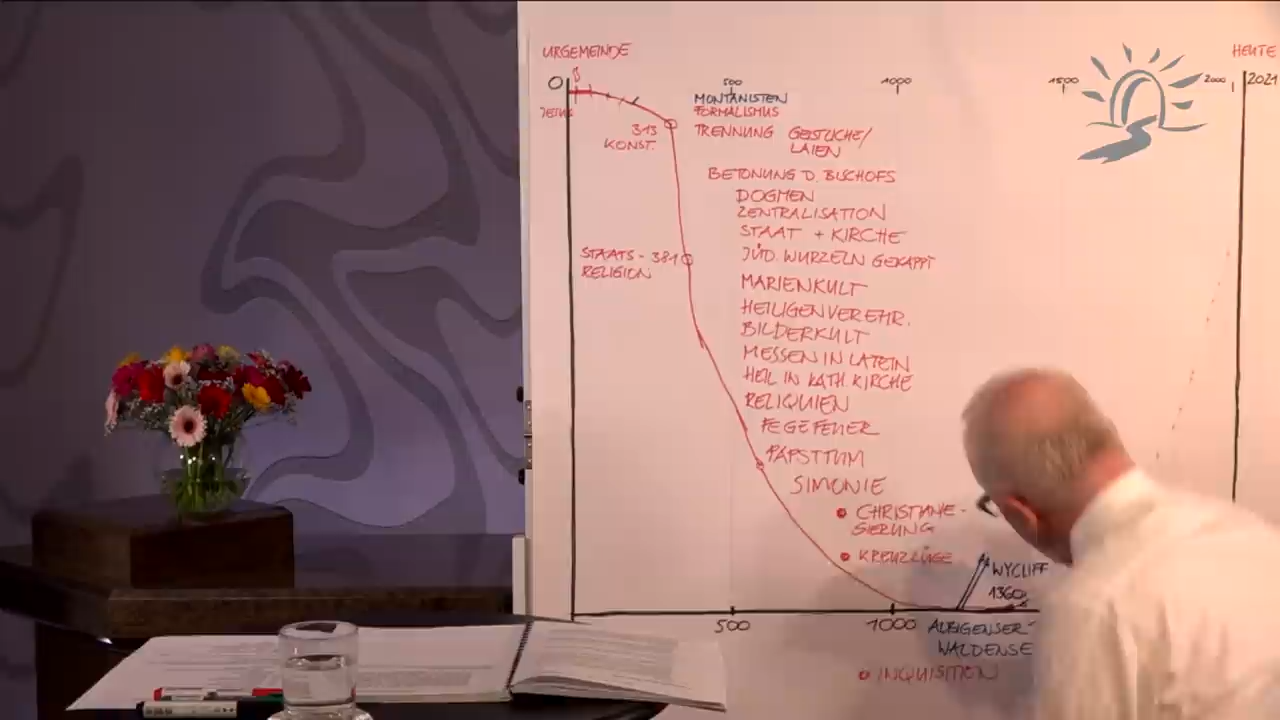 URGEMEINDE
HEUTE
0
500
1000
1500
2000
2021
JESUS
MONTANISTEN
FORMALISMUS
313
KONST.
TRENNUNG GEISTLICHE/
LAIEN
BETONUNG D. BISCHOFS
DOGMEN
ZENTRALISATION
STAAT + KIRCHE
STAATS- 381
RELIGION
JÜD. WURZELN GEKAPPT
MARIENKULT
HEILIGENVEREHR.
BILDERKULT
MESSEN IN LATEIN
HEIL IN KATH. KIRCHE
RELIQUIEN
FEGEFEUER
PAPSTTUM
SIMONIE
CHRISTIANI-
SIERUNG
KREUZZÜGE
WYCLIFF
1360
500
1000
ALBIGENSER
WALDENSE
INQUISITION